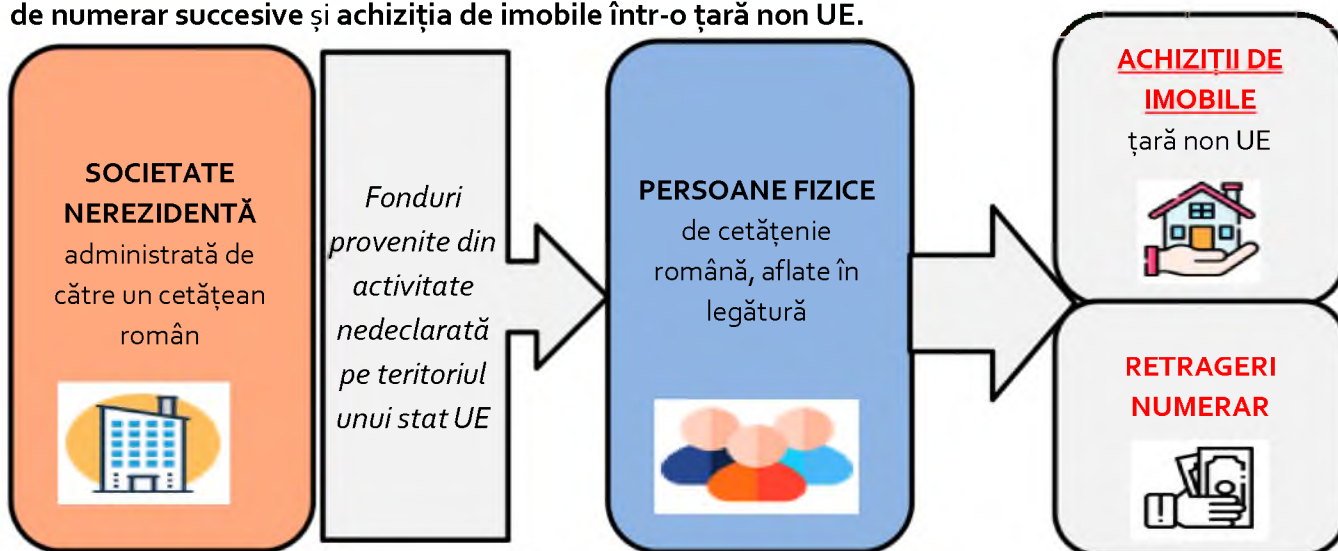 de numerar succesive și achiziția de imobile într-o țară non UE.
SOCIETATE
NEREZIDENTĂ
administrată de
către un cetățean
român
Fonduri
provenite din
activitate
nedeclarată
pe teritoriul
unui stat UE
PERSOANE FIZICE
de cetățenie
română, aflate în
legătură
ACHIZIȚII DE
IMOBILE
țară non UE
RETRAGERI
NUMERAR